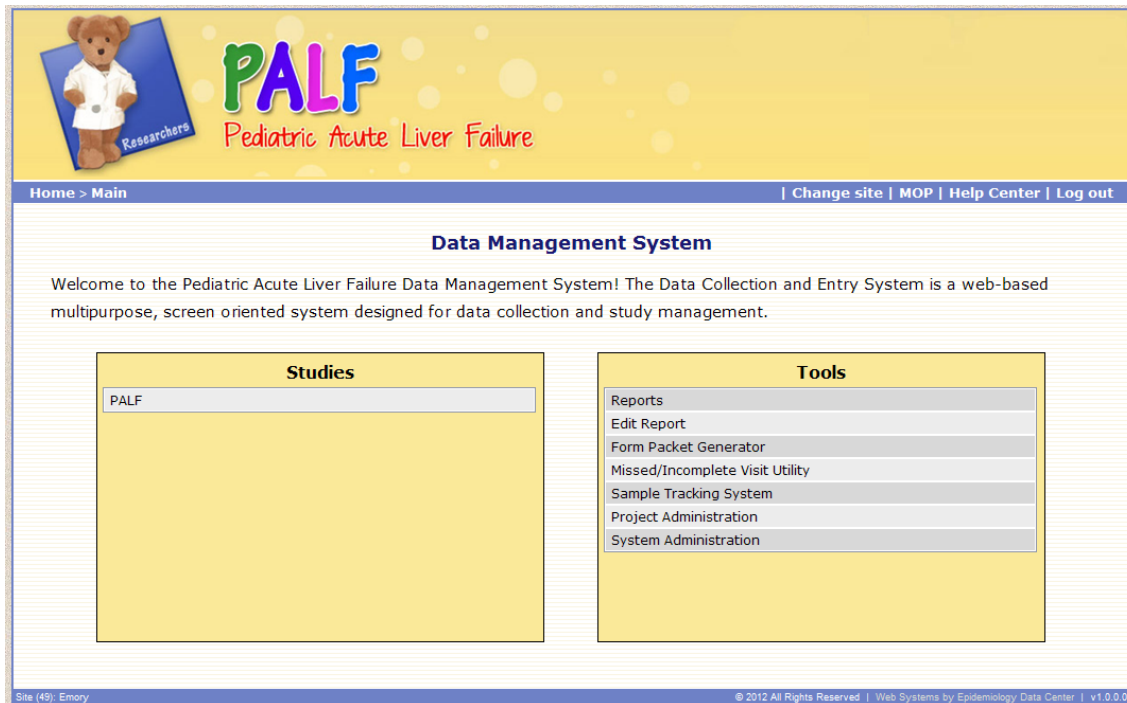 Researchers
PALF
Pediatric Acute Liver Failure
Home > Main
| Change site | MOP | Help Center | Log out
Data Management System
Welcome to the Pediatric Acute Liver Failure Data Management System! The Data Collection and Entry System is a web-based
multipurpose, screen oriented system designed for data collection and study management.
Studies
PALF
Tools
Reports
Edit Report
Form Packet Generator
Missed/Incomplete Visit Utility
Sample Tracking System
Project Administration
System Administration
Site (49): Emory
© 2012 All Rights Reserved | Web Systems by Epidemiology Data Center | v1.0.0.0